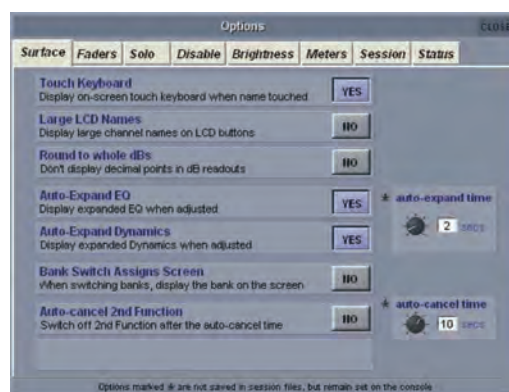 Options
CLOSE
Surface Faders Solo Disable Brightness Meters Session Status
Touch Keyboard
Display on-screen touch keyboard when name touched
YES
Large LCD Names
Display large channel names on LCD buttons
NO
Round to whole dBs
Don't display decimal points in dB readouts
NO
Auto-Expand EQ
Display expanded EQ when adjusted
YES
* auto-expand time
2 secs
Auto-Expand Dynamics
Display expanded Dynamics when adjusted
YES
Bank Switch Assigns Screen
When switching banks, display the bank on the screen
NO
Auto-cancel 2nd Function
Switch off 2nd Function after the auto-cancel time
NO
* auto-cancel time
10 secs
Options marked * are not saved in session files, but remain set on the console